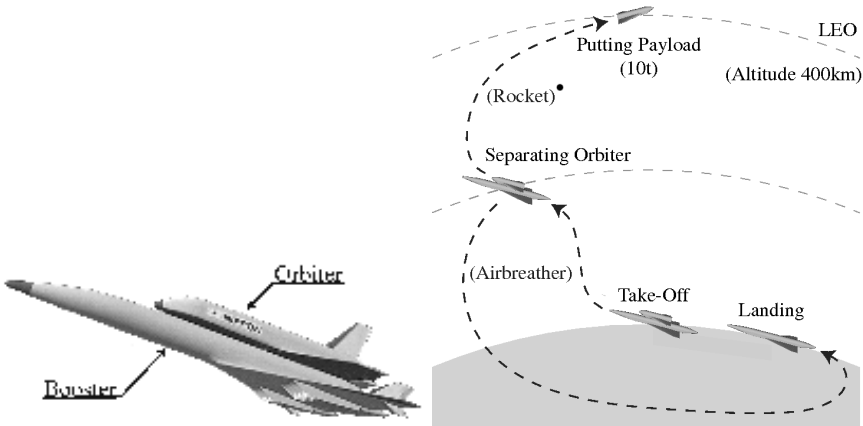 Orbiter
Booster
LEO
Putting Payload
(10t)
(Altitude 400km)
(Rocket)
Separating Orbiter
(Airbreather)
Take-Off
Landing